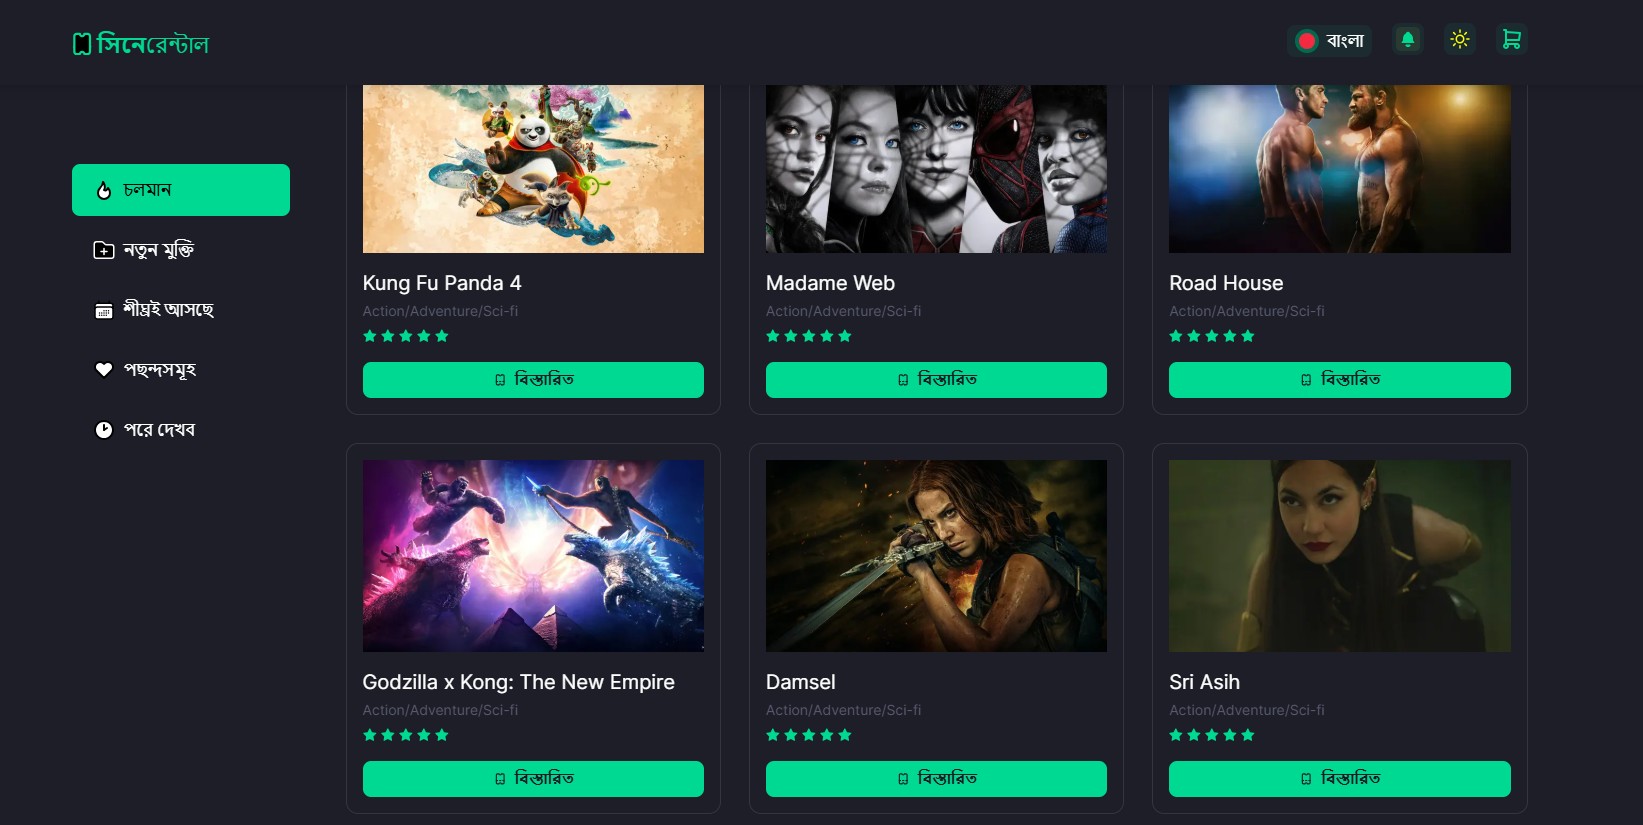 সিনেরেন্টাল
বাংলা
চলমান
নতুন মুক্তি
শীঘ্রই আসছে
পছন্দসমূহ
পরে দেখব
Kung Fu Panda 4
Action/Adventure/Sci-fi
বিস্তারিত
Madame Web
Action/Adventure/Sci-fi
বিস্তারিত
Road House
Action/Adventure/Sci-fi
বিস্তারিত
Godzilla x Kong: The New Empire
Action/Adventure/Sci-fi
বিস্তারিত
Damsel
Action/Adventure/Sci-fi
বিস্তারিত
Sri Asih
Action/Adventure/Sci-fi
বিস্তারিত